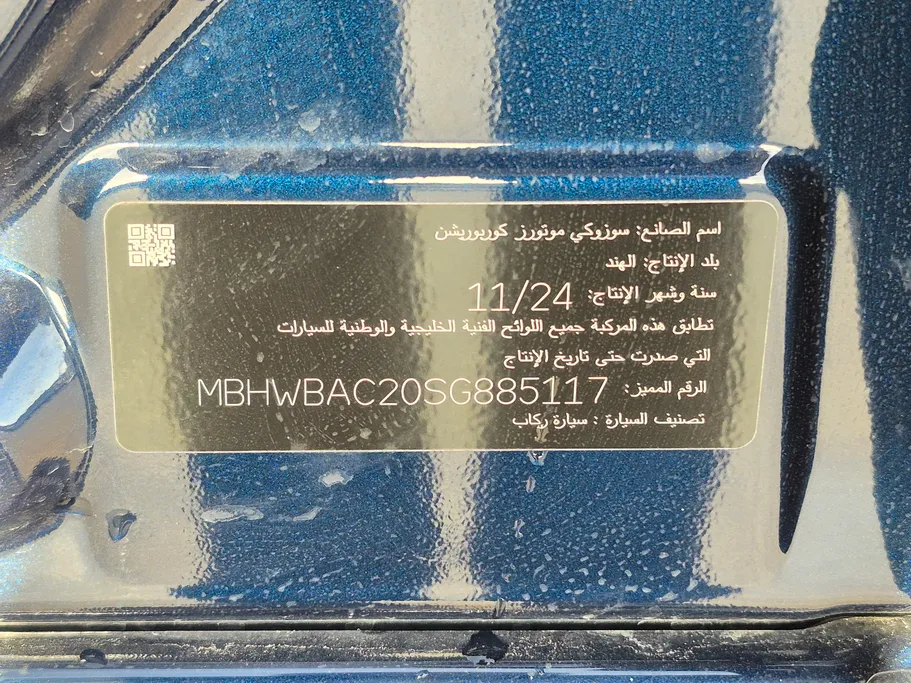 اسم الصانع: سوزوكي موتورز كوربوريشن
بلد الإنتاج: الهند
سنة وشهر الإنتاج: 11/24
تطابق هذه المركبة جميع اللوائح الفنية الخليجية والوطنية للسيارات
التي صدرت حتى تاريخ الإنتاج
الرقم المميز: MBHWBAC20SG885117
تصنيف السيارة : سيارة ركاب